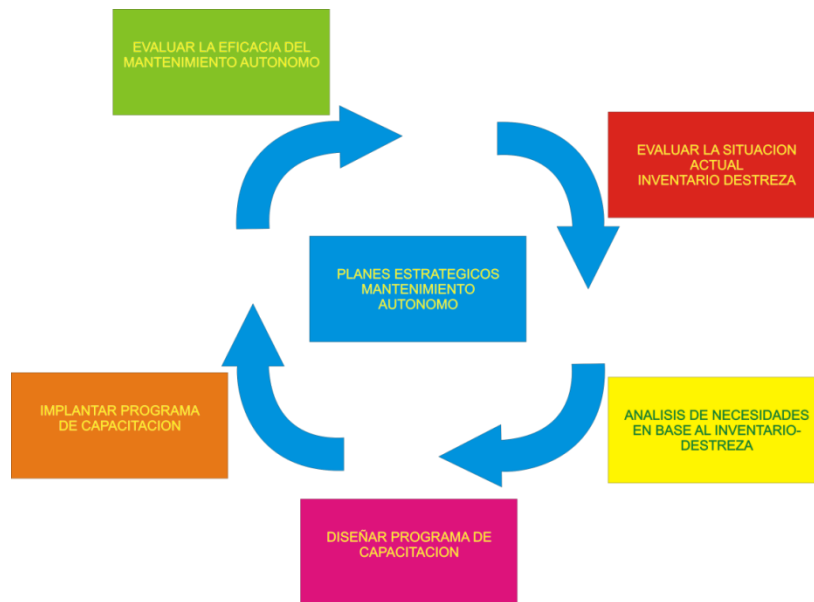 EVALUAR LA EFICACIA DEL
MANTENIMIENTO AUTONOMO
EVALUAR LA SITUACION
ACTUAL
INVENTARIO DESTREZA
PLANES ESTRATEGICOS
MANTENIMIENTO
AUTONOMO
IMPLANTAR PROGRAMA
DE CAPACITACION
ANALISIS DE NECESIDADES
EN BASE AL INVENTARIO-
DESTREZA
DISEÑAR PROGRAMA DE
CAPACITACION